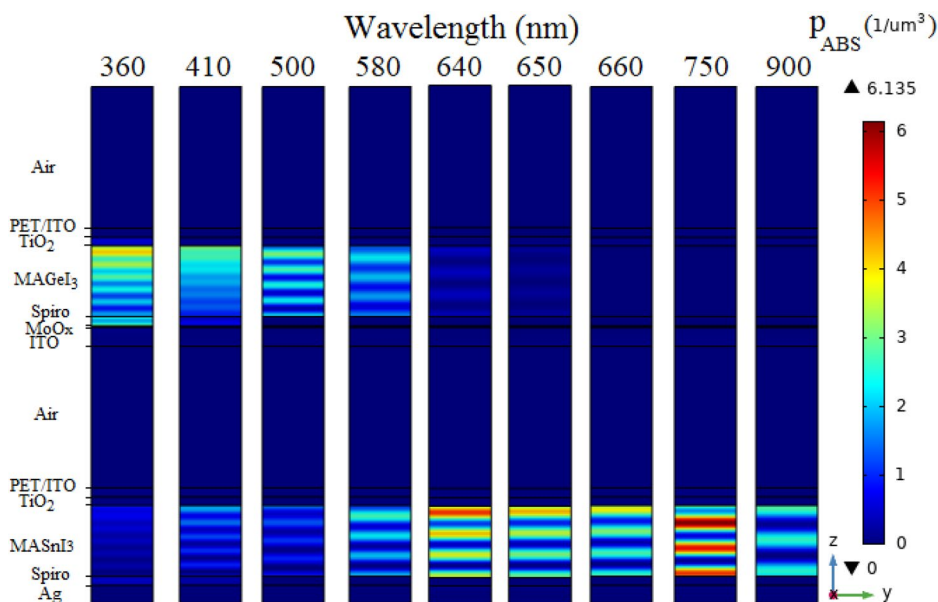 Wavelength (nm)
p_ABS (1/um³)
360 410 500 580 640 650 660 750 900
▲ 6.135
6
5
4
3
2
1
0
▼ 0
Air
PET/ITO
TiO₂
MAGeI₃
Spiro
MoOx
ITO
Air
PET/ITO
TiO₂
MASnI3
Spiro
Ag
z
x
y